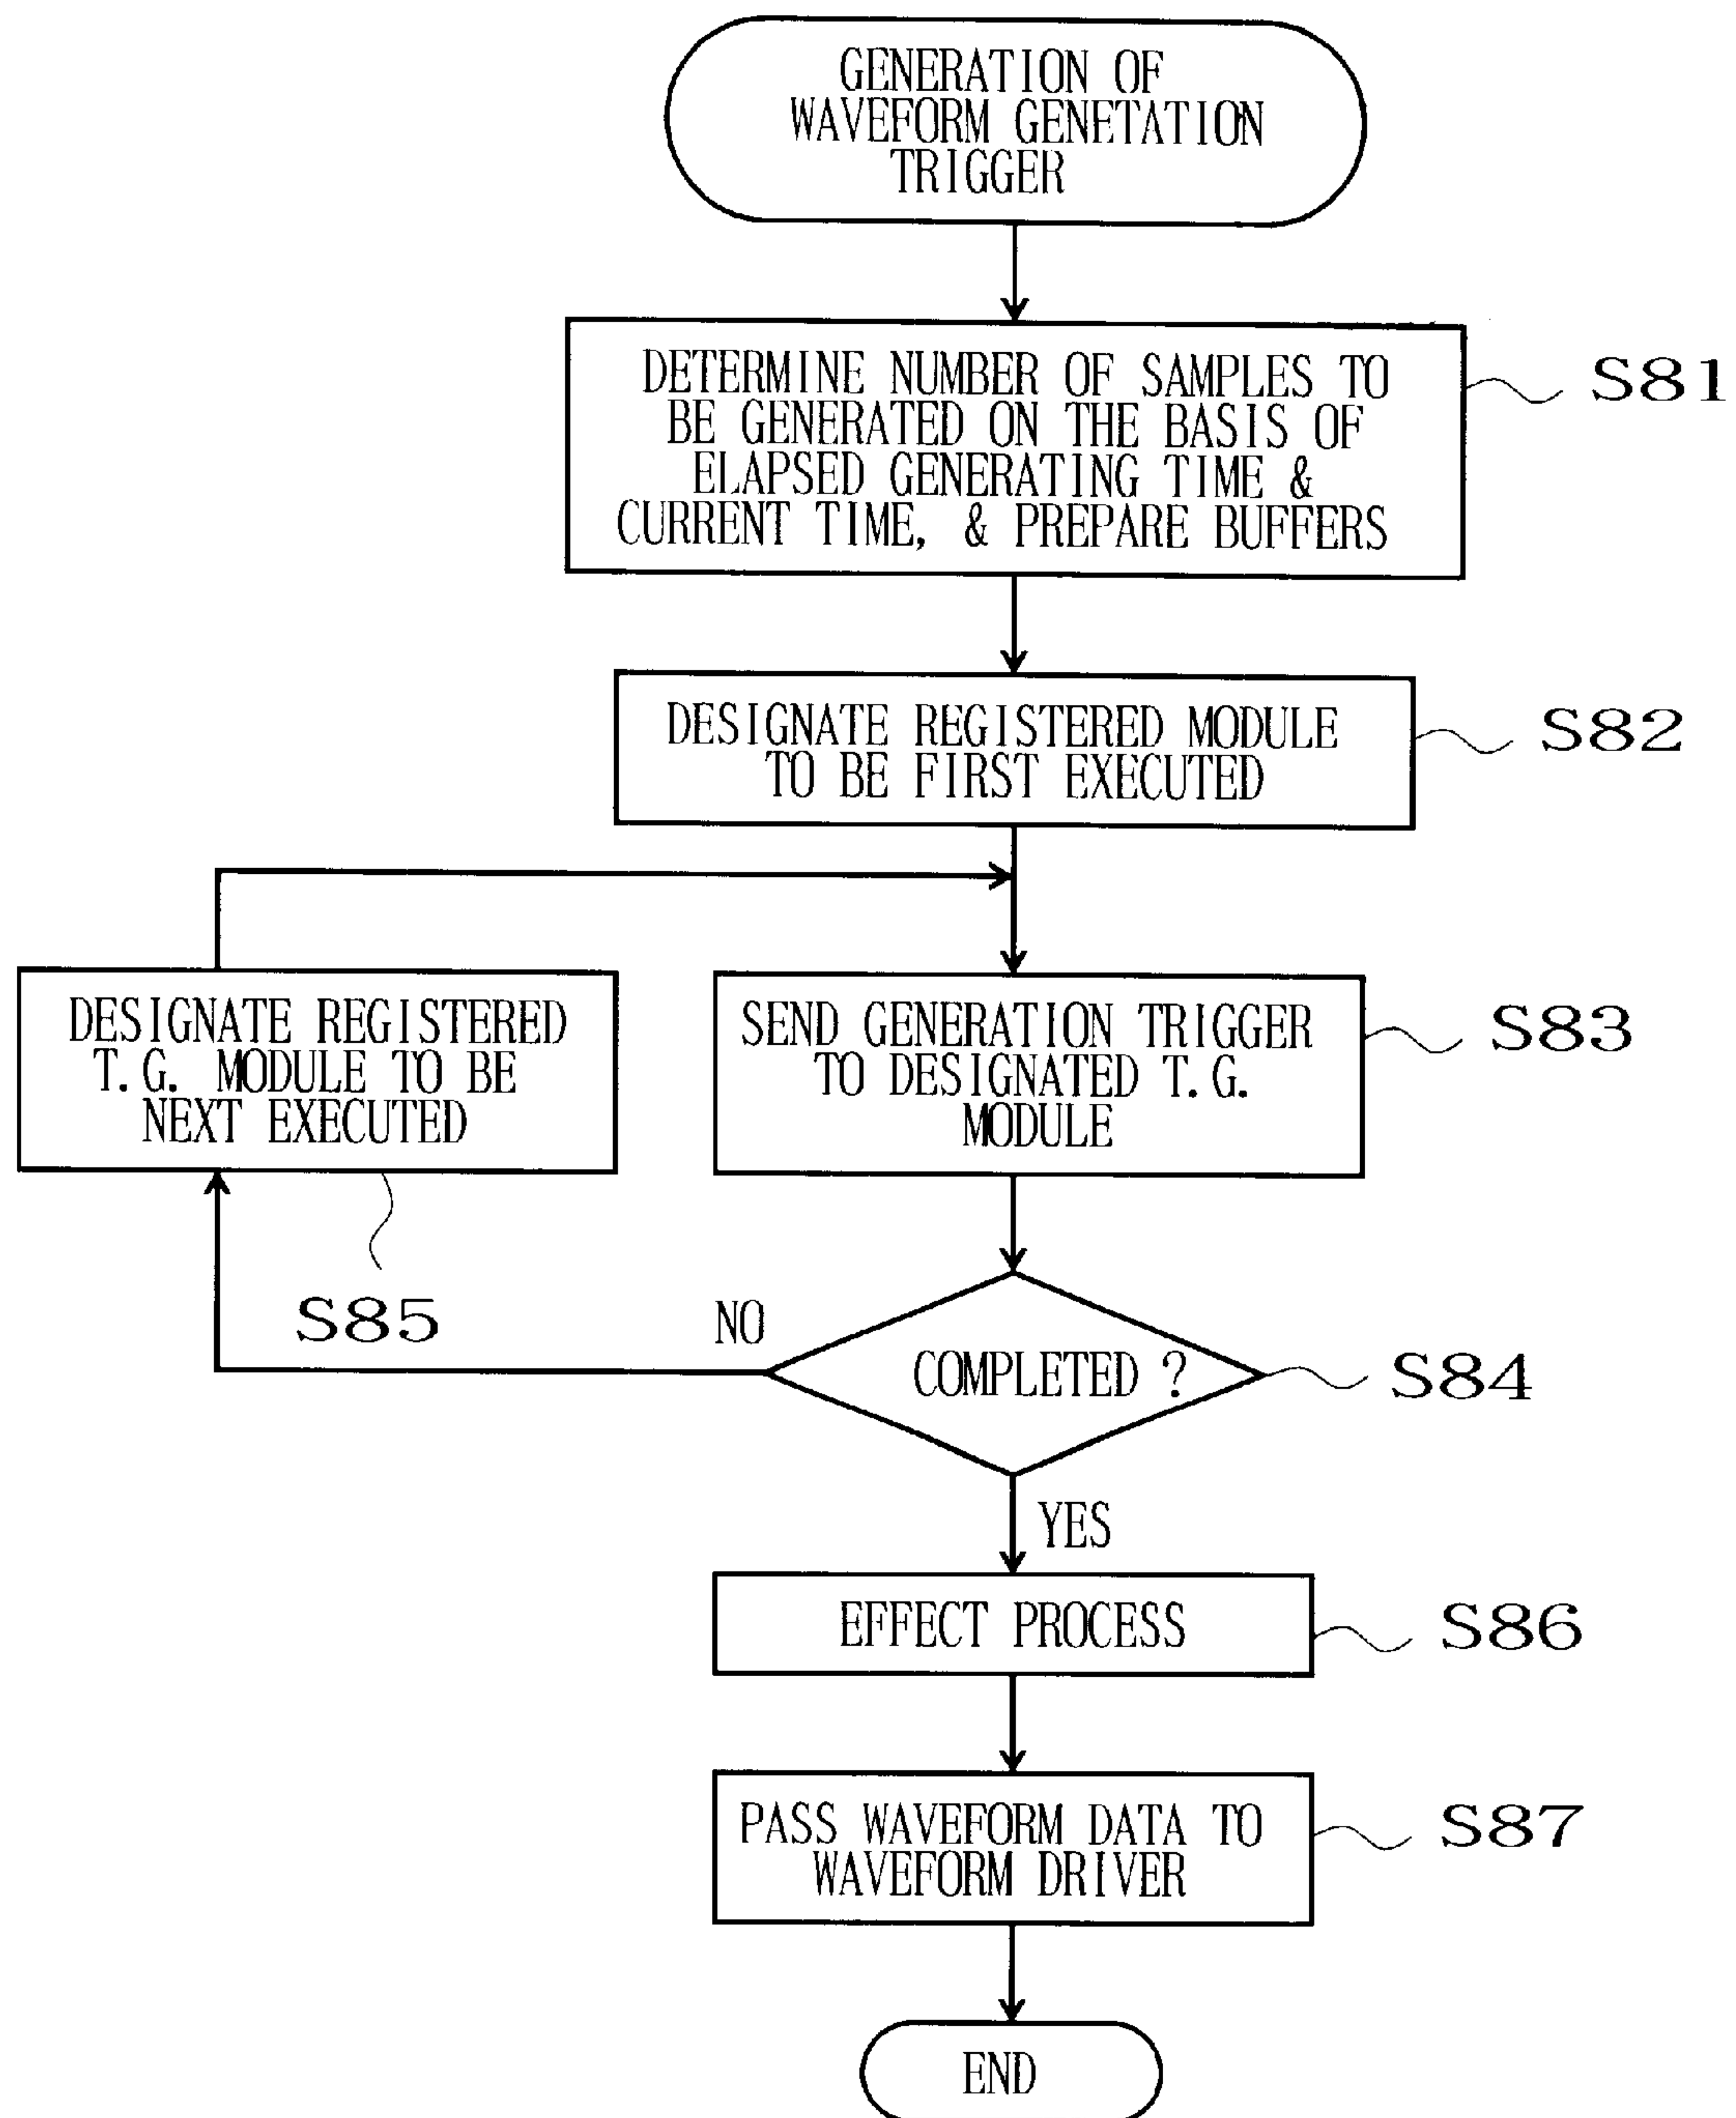 GENERATION OF
WAVEFORM GENETATION
TRIGGER
DETERMINE NUMBER OF SAMPLES TO
BE GENERATED ON THE BASIS OF
ELAPSED GENERATING TIME &
CURRENT TIME, & PREPARE BUFFERS
S81
DESIGNATE REGISTERED MODULE
TO BE FIRST EXECUTED
S82
DESIGNATE REGISTERED
T.G. MODULE TO BE
NEXT EXECUTED
S85
SEND GENERATION TRIGGER
TO DESIGNATED T.G.
MODULE
S83
NO
COMPLETED ?
S84
YES
EFFECT PROCESS
S86
PASS WAVEFORM DATA TO
WAVEFORM DRIVER
S87
END